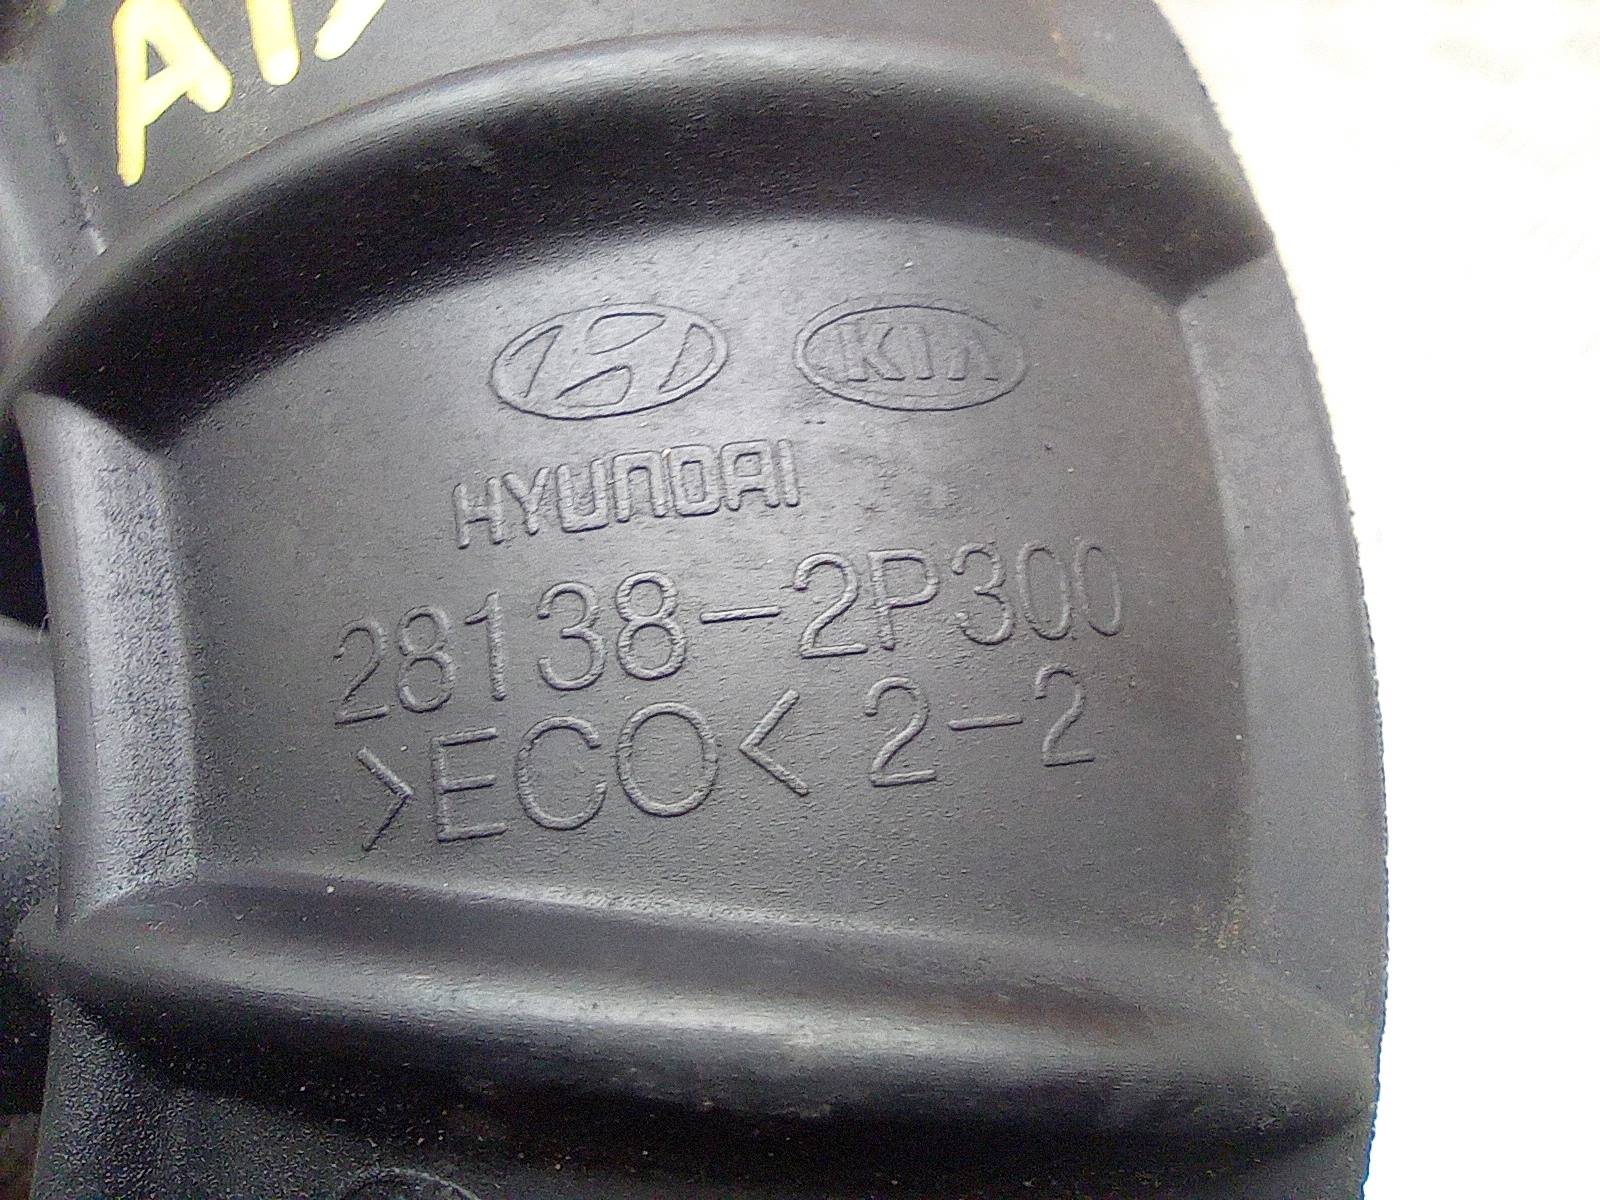 KIA
HYUNDAI
28138-2P300
>ECO< 2-2